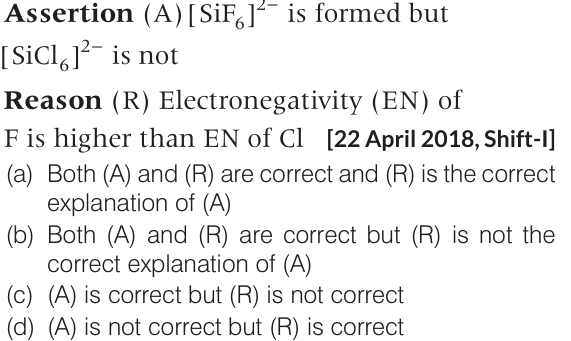 Assertion (A) [SiF₆]²⁻ is formed but
[SiCl₆]²⁻ is not
Reason (R) Electronegativity (EN) of
F is higher than EN of Cl [22 April 2018, Shift-I]
(a) Both (A) and (R) are correct and (R) is the correct
explanation of (A)
(b) Both (A) and (R) are correct but (R) is not the
correct explanation of (A)
(c) (A) is correct but (R) is not correct
(d) (A) is not correct but (R) is correct